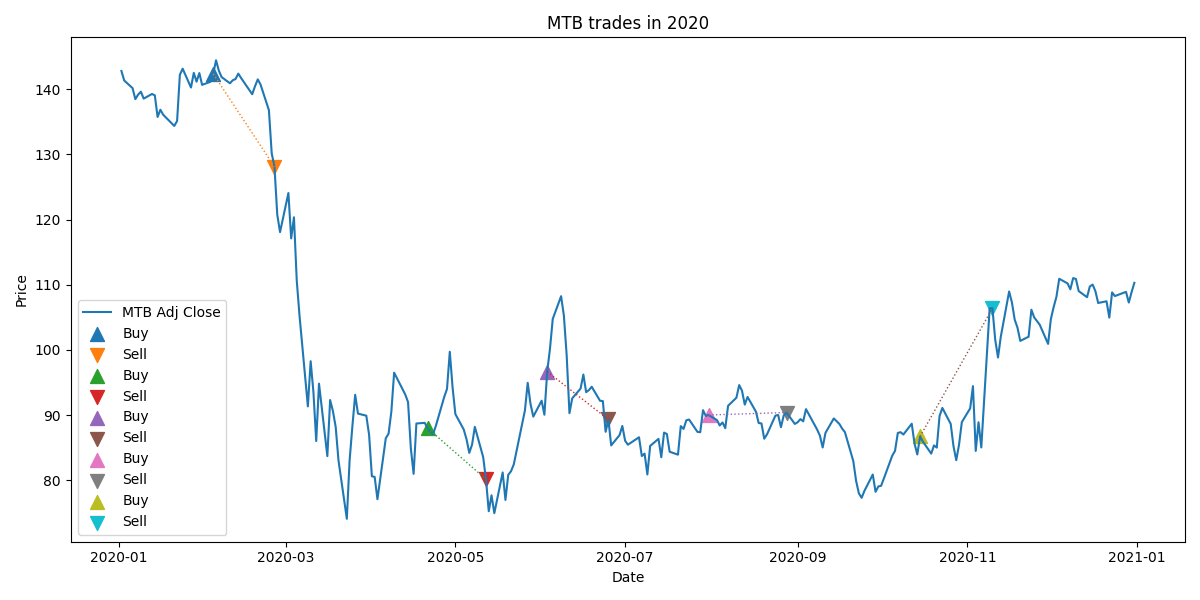 MTB trades in 2020
Price
140
130
120
110
100
90
80
MTB Adj Close
Buy
Sell
Buy
Sell
Buy
Sell
Buy
Sell
Buy
Sell
2020-01 2020-03 2020-05 2020-07 2020-09 2020-11 2021-01
Date